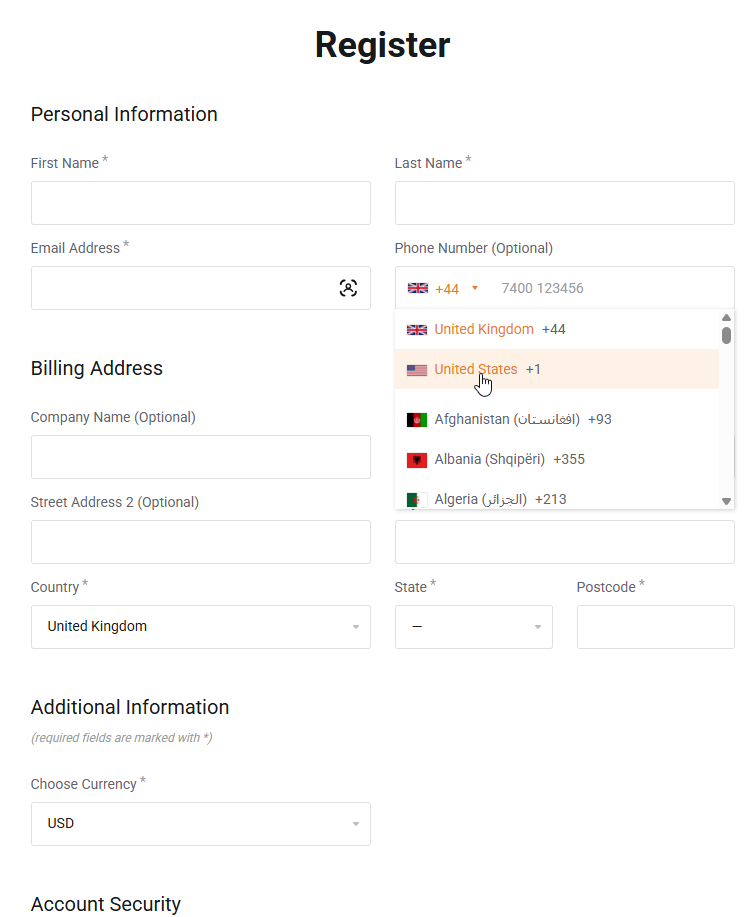 Register
Personal Information
First Name *
Last Name *
Email Address *
Phone Number (Optional)
+44 7400 123456
United Kingdom +44
United States +1
Afghanistan (افغانستان) +93
Albania (Shqipëri) +355
Algeria (الجزائر) +213
Billing Address
Company Name (Optional)
Street Address 2 (Optional)
Country *
State *
Postcode *
United Kingdom
—
Additional Information
(required fields are marked with *)
Choose Currency *
USD
Account Security